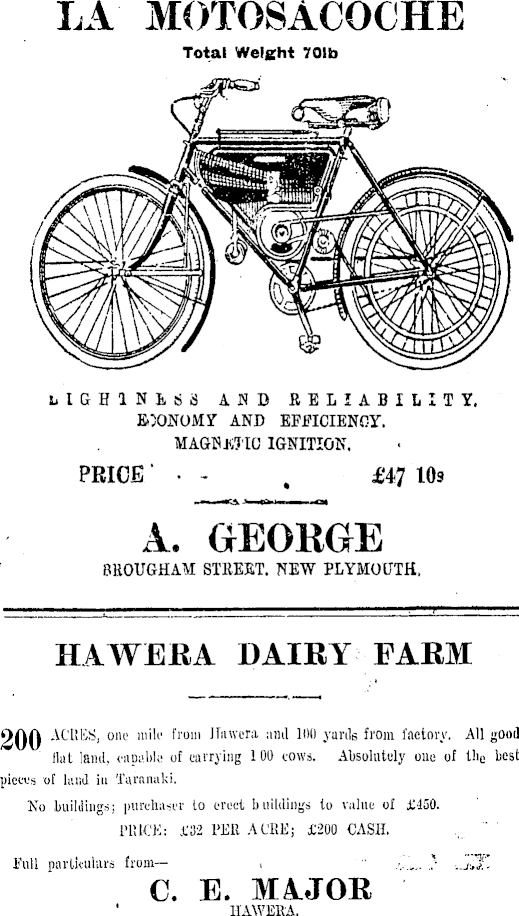 LA MOTOSACOCHE
Total Weight 70lb
LIGHTNESS AND RELIABILITY.
ECONOMY AND EFFICIENCY.
MAGNETIC IGNITION.
PRICE - - £47 10s
A. GEORGE
BROUGHAM STREET. NEW PLYMOUTH.
HAWERA DAIRY FARM
200 ACRES, one mile from Hawera and 100 yards from factory. All good
flat land, capable of carrying 100 cows. Absolutely one of the best
pieces of land in Taranaki.
No buildings; purchaser to erect buildings to value of £450.
PRICE: £32 PER ACRE; £200 CASH.
Full particulars from—
C. E. MAJOR
HAWERA.